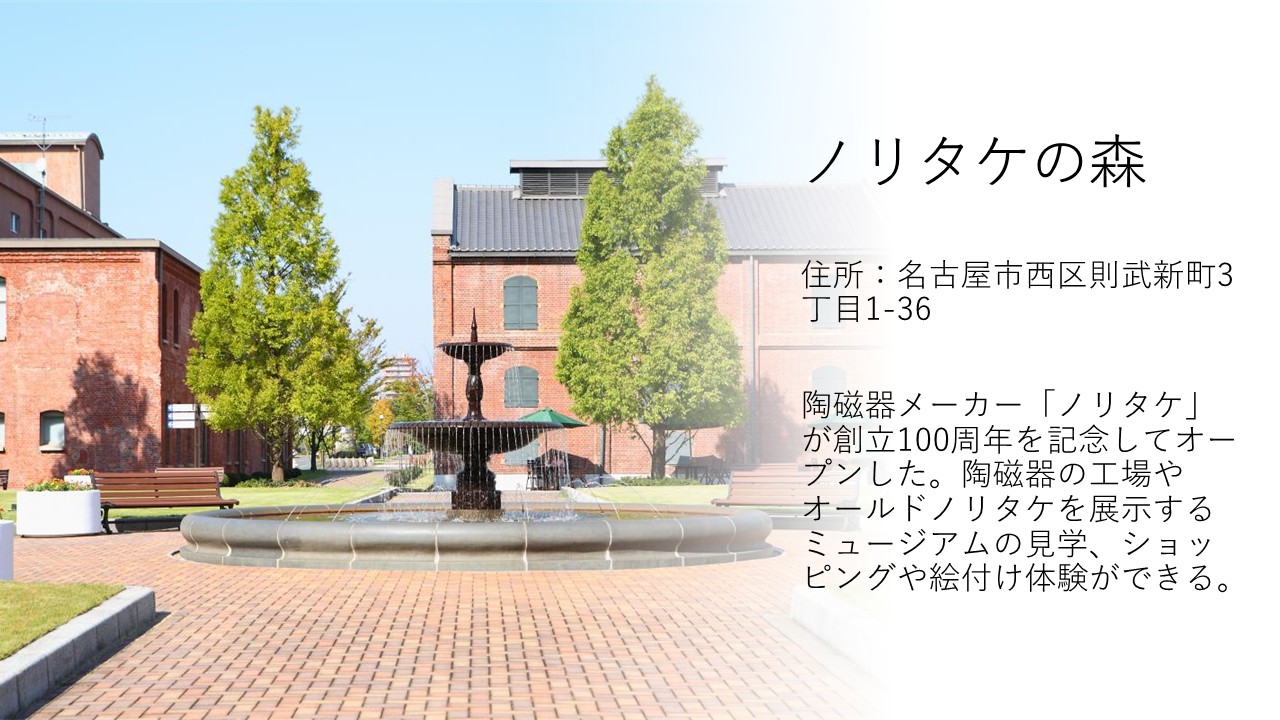 ノリタケの森
住所：名古屋市西区則武新町3
丁目1-36
陶磁器メーカー「ノリタケ」
が創立100周年を記念してオー
プンした。陶磁器の工場や
オールドノリタケを展示する
ミュージアムの見学、ショッ
ピングや絵付け体験ができる。